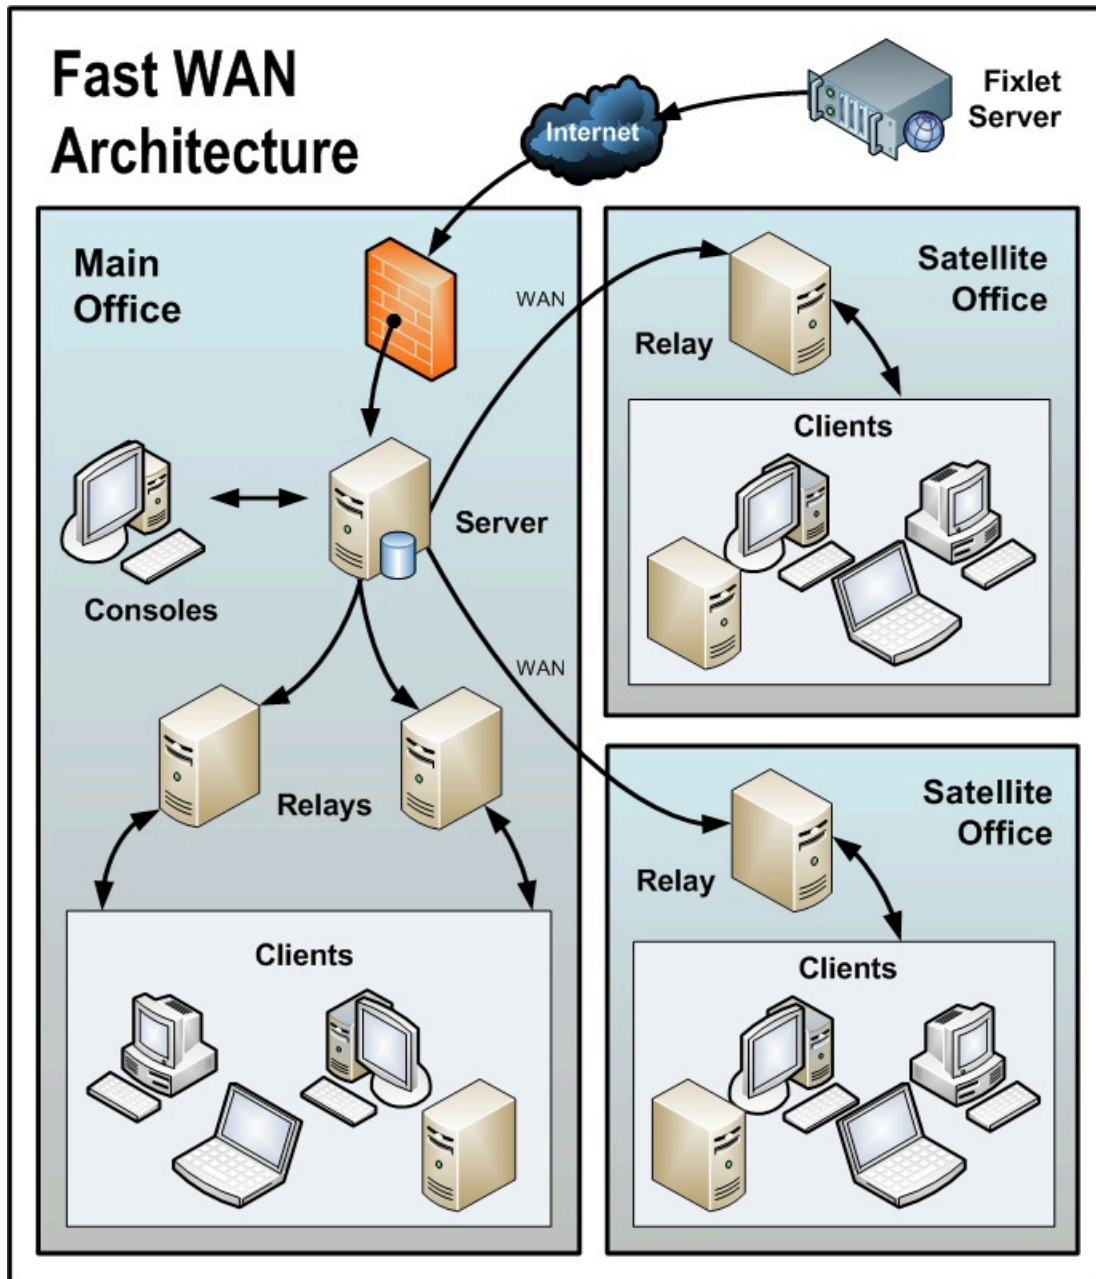 Fast WAN
Architecture
Internet
Fixlet
Server
Main
Office
WAN
Server
Consoles
WAN
Relays
Clients
Satellite
Office
Relay
Clients
Satellite
Office
Relay
Clients